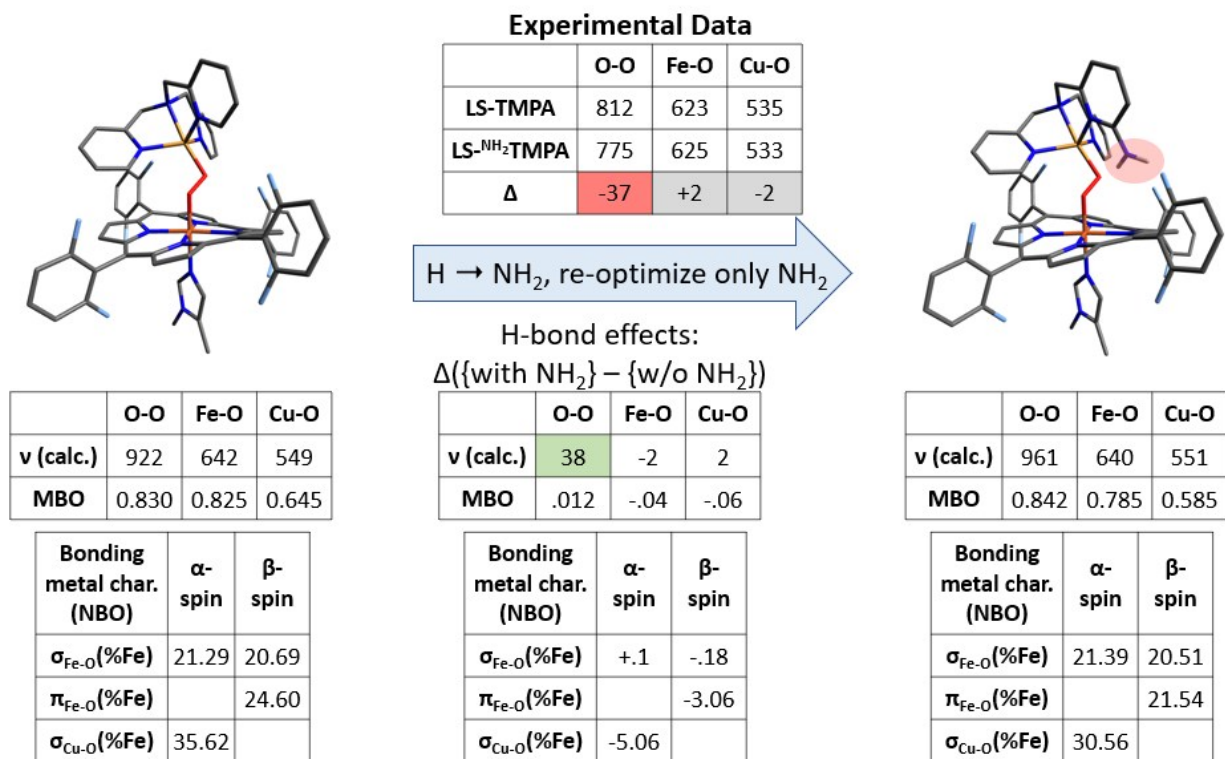 Experimental Data
O-O Fe-O Cu-O
LS-TMPA 812 623 535
LS-NH₂TMPA 775 625 533
Δ -37 +2 -2
H → NH₂, re-optimize only NH₂
H-bond effects:
Δ({with NH₂} – {w/o NH₂})
O-O Fe-O Cu-O
ν (calc.) 922 642 549
MBO 0.830 0.825 0.645
Bonding
metal char.
(NBO)
α-
spin
β-
spin
σFe-O(%Fe) 21.29 20.69
πFe-O(%Fe) 24.60
σCu-O(%Fe) 35.62
O-O Fe-O Cu-O
ν (calc.) 38 -2 2
MBO .012 -.04 -.06
Bonding
metal char.
(NBO)
α-
spin
β-
spin
σFe-O(%Fe) +.1 -.18
πFe-O(%Fe) -3.06
σCu-O(%Fe) -5.06
O-O Fe-O Cu-O
ν (calc.) 961 640 551
MBO 0.842 0.785 0.585
Bonding
metal char.
(NBO)
α-
spin
β-
spin
σFe-O(%Fe) 21.39 20.51
πFe-O(%Fe) 21.54
σCu-O(%Fe) 30.56